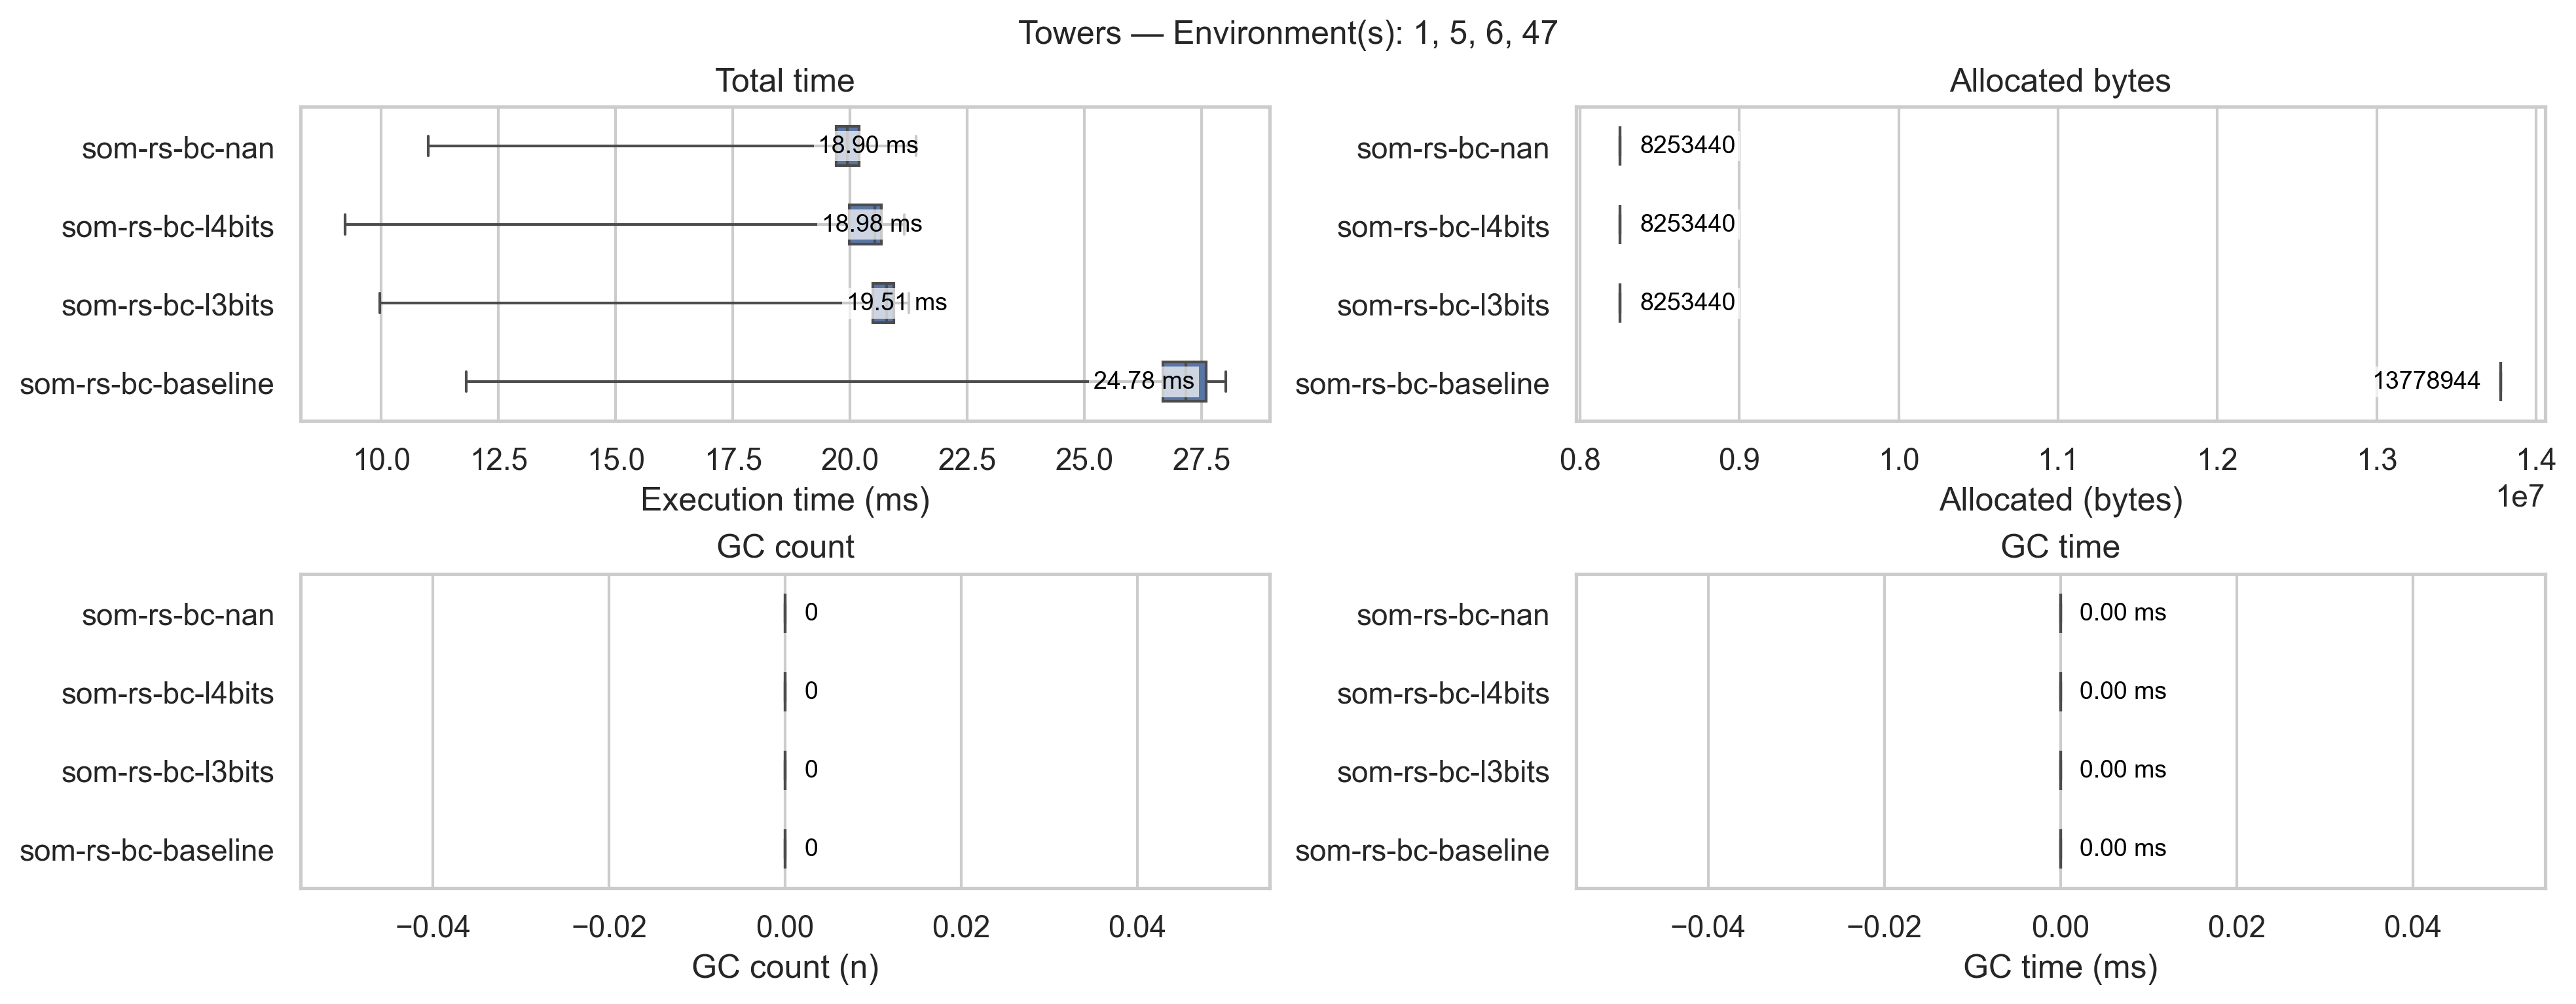 Towers — Environment(s): 1, 5, 6, 47
Total time
som-rs-bc-nan
18.90 ms
som-rs-bc-l4bits
18.98 ms
som-rs-bc-l3bits
19.51 ms
som-rs-bc-baseline
24.78 ms
10.0 12.5 15.0 17.5 20.0 22.5 25.0 27.5
Execution time (ms)
Allocated bytes
som-rs-bc-nan
8253440
som-rs-bc-l4bits
8253440
som-rs-bc-l3bits
8253440
som-rs-bc-baseline
13778944
0.8 0.9 1.0 1.1 1.2 1.3 1.4
1e7
Allocated (bytes)
GC count
som-rs-bc-nan
0
som-rs-bc-l4bits
0
som-rs-bc-l3bits
0
som-rs-bc-baseline
0
−0.04 −0.02 0.00 0.02 0.04
GC count (n)
GC time
som-rs-bc-nan
0.00 ms
som-rs-bc-l4bits
0.00 ms
som-rs-bc-l3bits
0.00 ms
som-rs-bc-baseline
0.00 ms
−0.04 −0.02 0.00 0.02 0.04
GC time (ms)